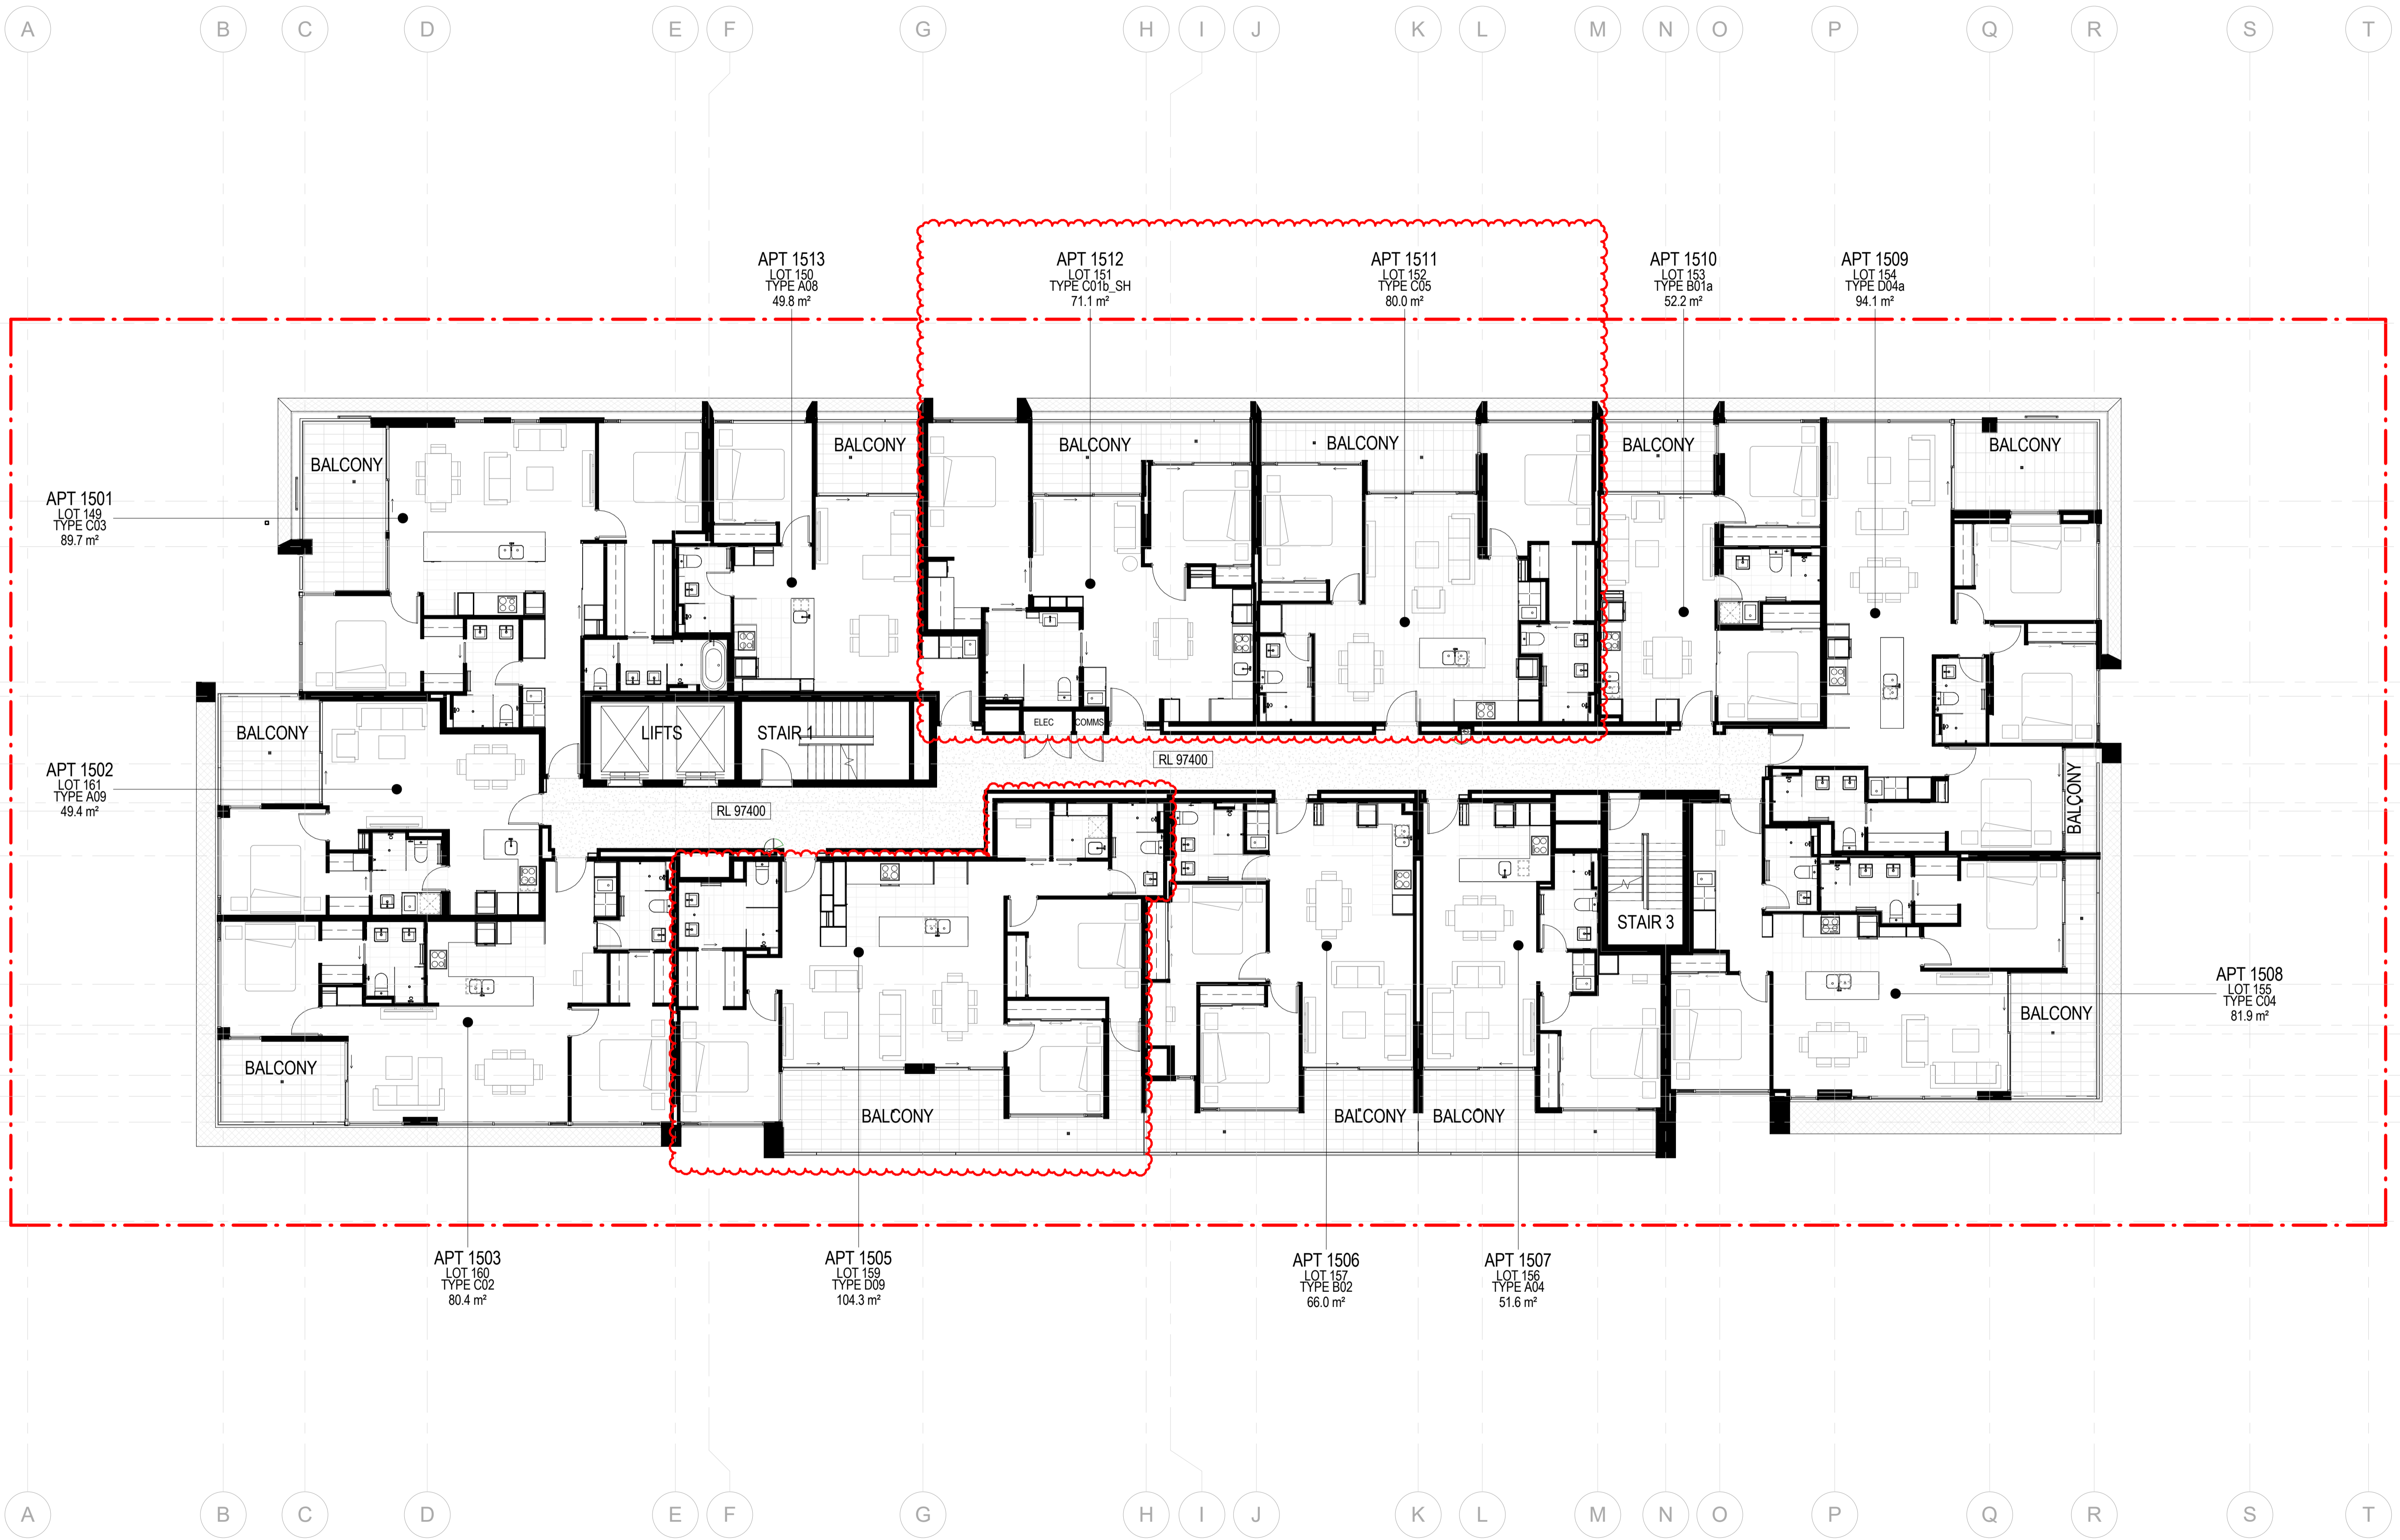 A B C D E F G H I J K L M N O P Q R S T
APT 1513
LOT 150
TYPE A08
49.8 m²
APT 1512
LOT 151
TYPE C01b_SH
71.1 m²
APT 1511
LOT 152
TYPE C05
80.0 m²
APT 1510
LOT 153
TYPE B01a
52.2 m²
APT 1509
LOT 154
TYPE D04a
94.1 m²
BALCONY
BALCONY
BALCONY
BALCONY
BALCONY
BALCONY
BALCONY
APT 1501
LOT 149
TYPE C03
89.7 m²
BALCONY
LIFTS
STAIR 1
ELEC
COMMS
RL 97400
APT 1502
LOT 161
TYPE A09
49.4 m²
RL 97400
BALCONY
STAIR 3
APT 1508
LOT 155
TYPE C04
81.9 m²
BALCONY
BALCONY
BALCONY
BALCONY
BALCONY
APT 1503
LOT 160
TYPE C02
80.4 m²
APT 1505
LOT 159
TYPE D09
104.3 m²
APT 1506
LOT 157
TYPE B02
66.0 m²
APT 1507
LOT 156
TYPE A04
51.6 m²
A B C D E F G H I J K L M N O P Q R S T